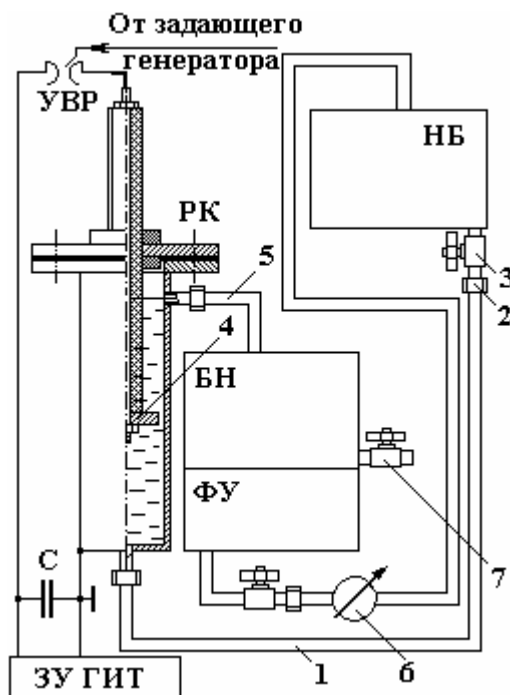 От задающего
генератора
УВР
НБ
РК
3
5
2
4
БН
ФУ
7
С
1
6
ЗУ ГИТ